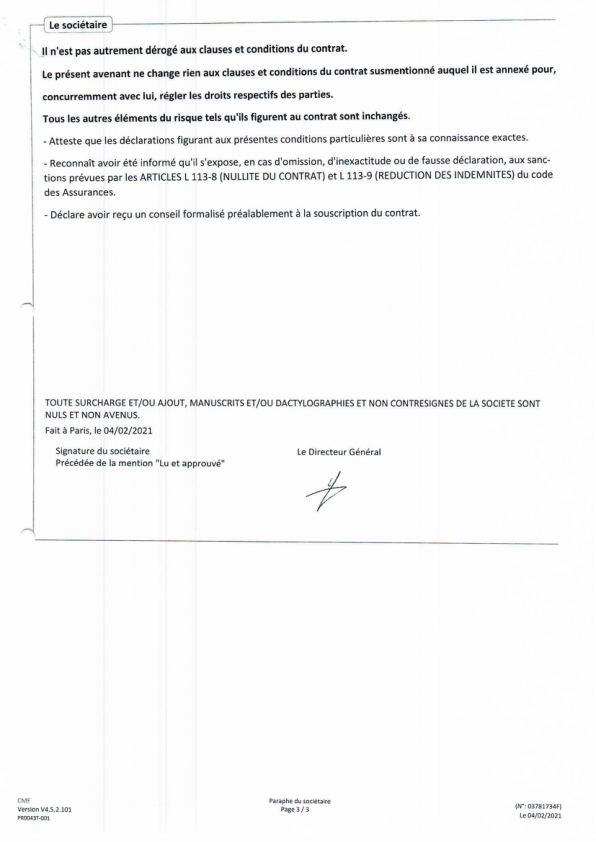 Le sociétaire
Il n'est pas autrement dérogé aux clauses et conditions du contrat.
Le présent avenant ne change rien aux clauses et conditions du contrat susmentionné auquel il est annexé pour,
concurremment avec lui, régler les droits respectifs des parties.
Tous les autres éléments du risque tels qu'ils figurent au contrat sont inchangés.
- Atteste que les déclarations figurant aux présentes conditions particulières sont à sa connaissance exactes.
- Reconnaît avoir été informé qu'il s'expose, en cas d'omission, d'inexactitude ou de fausse déclaration, aux sanc-
tions prévues par les ARTICLES L 113-8 (NULLITE DU CONTRAT) et L 113-9 (REDUCTION DES INDEMNITES) du code
des Assurances.
- Déclare avoir reçu un conseil formalisé préalablement à la souscription du contrat.
TOUTE SURCHARGE ET/OU AJOUT, MANUSCRITS ET/OU DACTYLOGRAPHIES ET NON CONTRESIGNES DE LA SOCIETE SONT
NULS ET NON AVENUS.
Fait à Paris, le 04/02/2021
Signature du sociétaire
Précédée de la mention "Lu et approuvé"
Le Directeur Général
CMF
Version V4.5.2.101
PR0043T-001
Paraphe du sociétaire
Page 3 / 3
(N°: 03781734F)
Le 04/02/2021